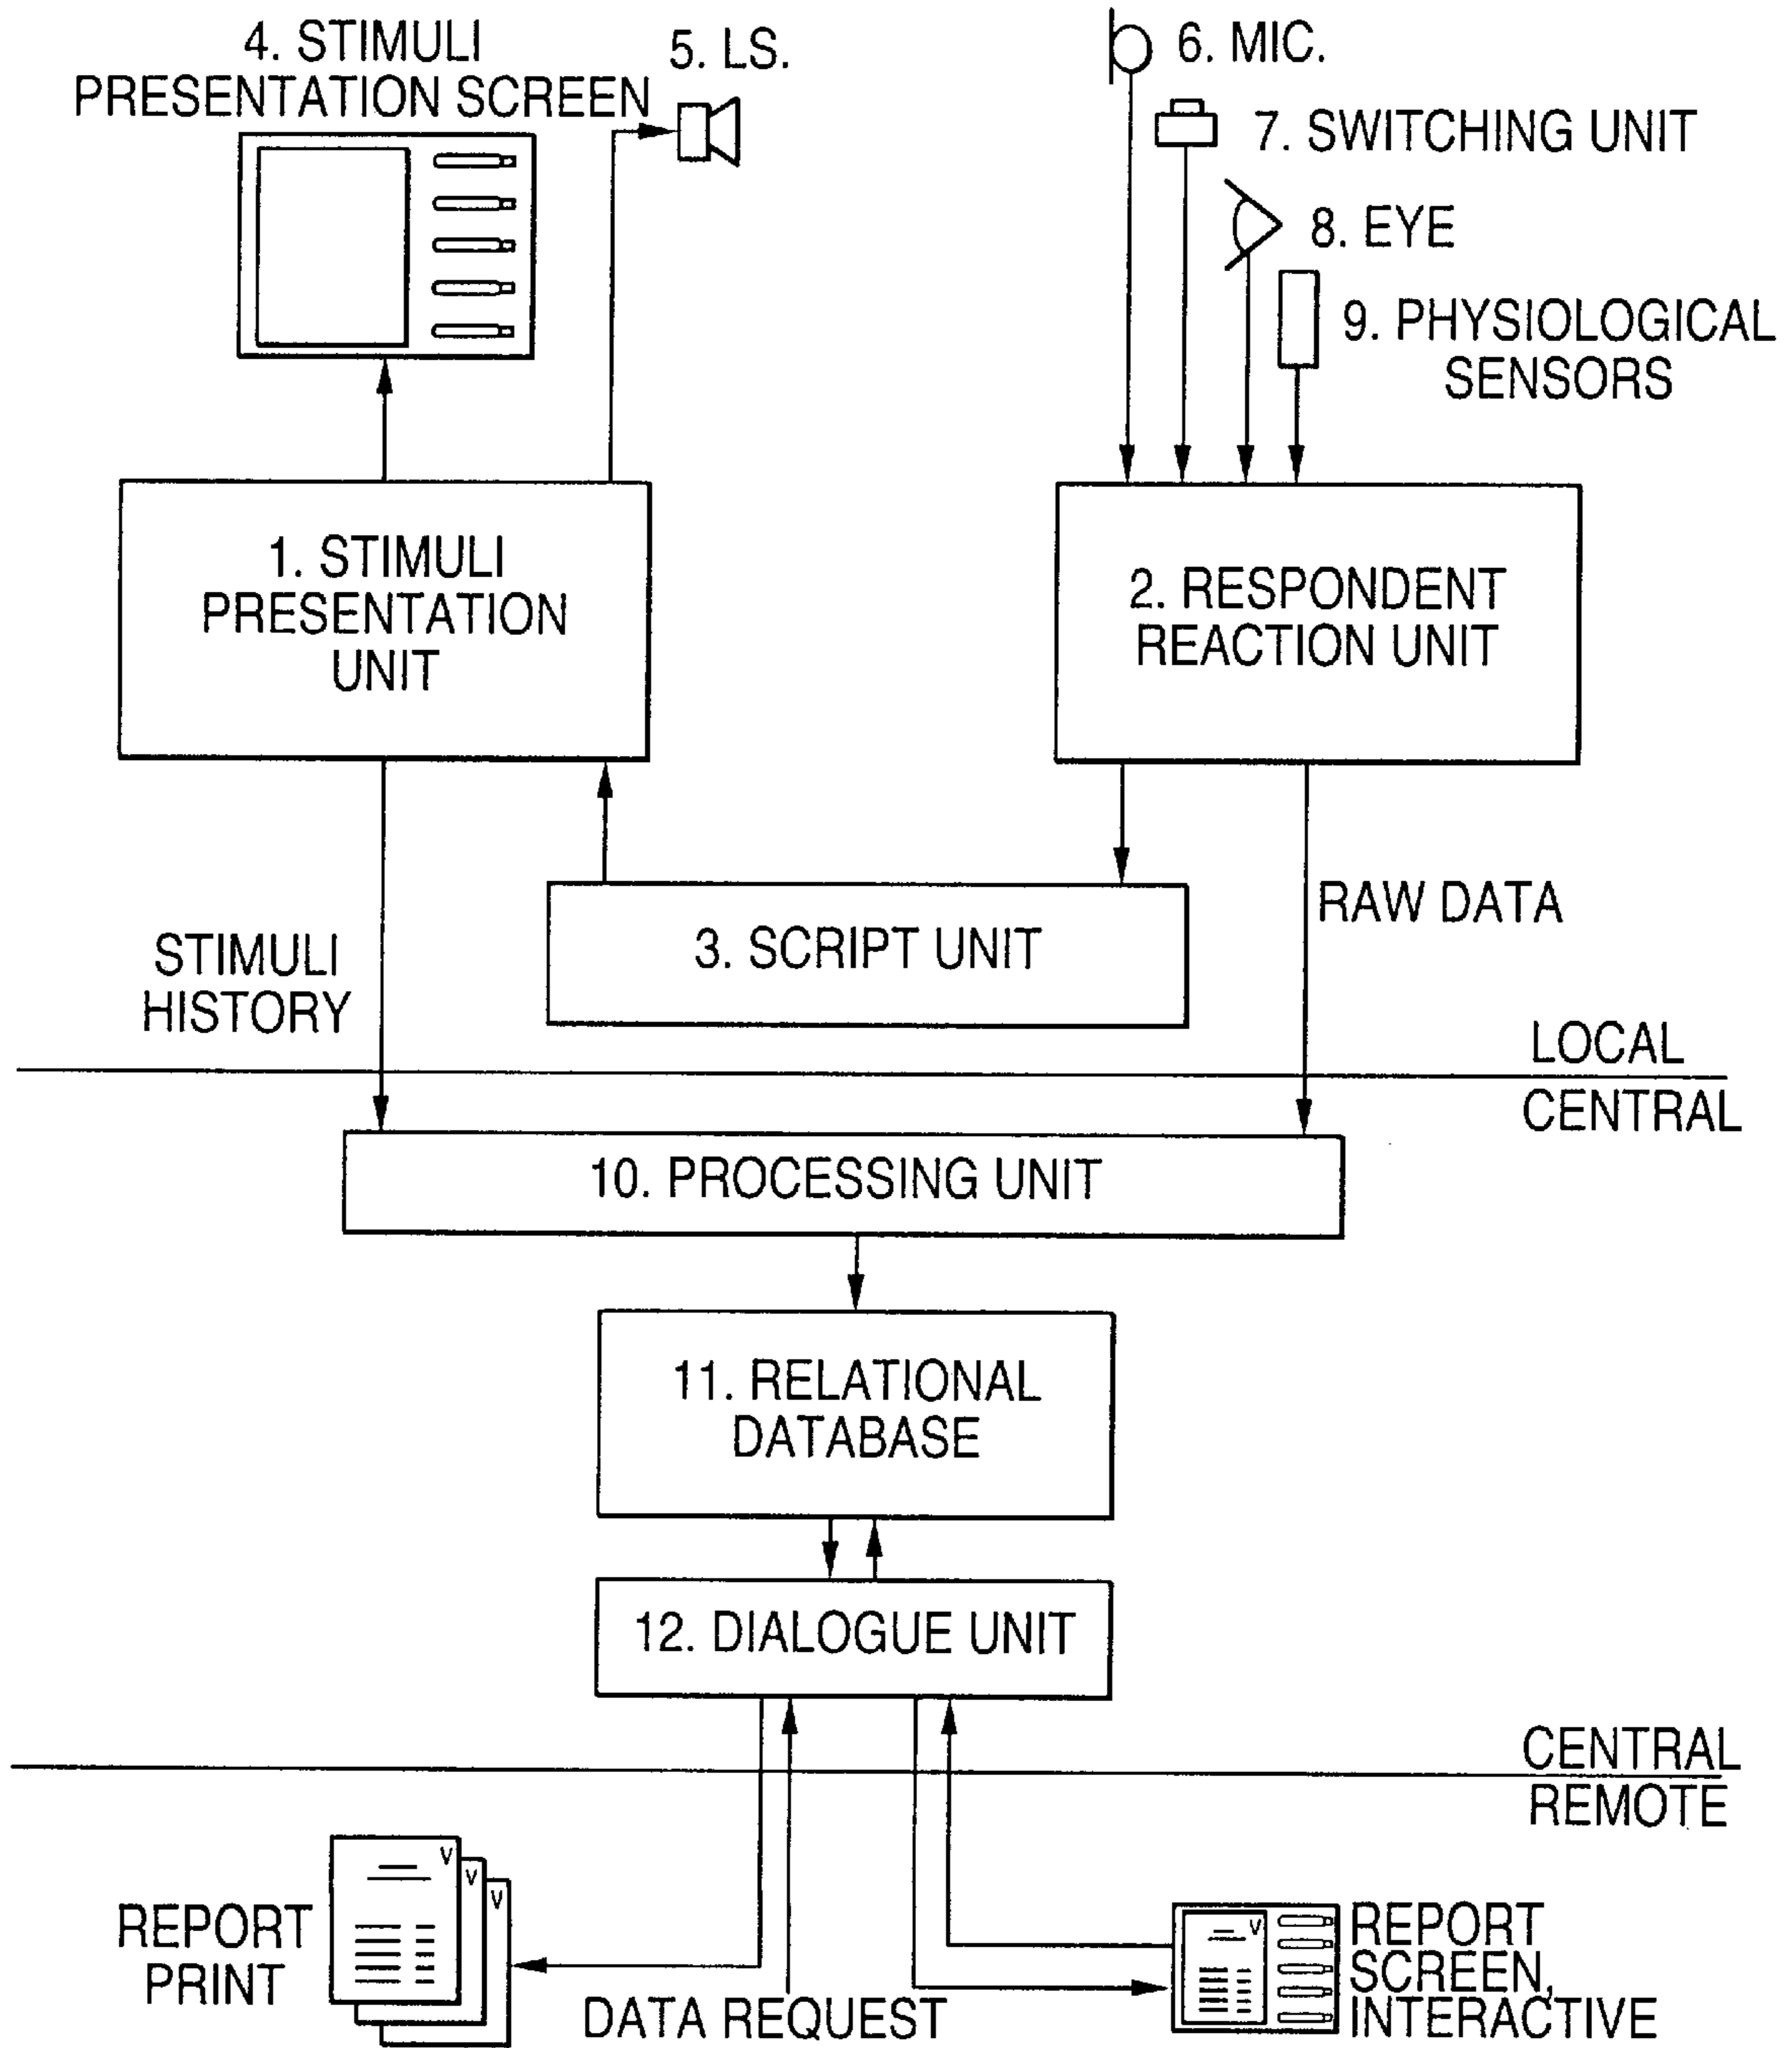 4. STIMULI
PRESENTATION SCREEN
5. LS.
6. MIC.
7. SWITCHING UNIT
8. EYE
9. PHYSIOLOGICAL
SENSORS
1. STIMULI
PRESENTATION
UNIT
2. RESPONDENT
REACTION UNIT
3. SCRIPT UNIT
RAW DATA
STIMULI
HISTORY
LOCAL
CENTRAL
10. PROCESSING UNIT
11. RELATIONAL
DATABASE
12. DIALOGUE UNIT
CENTRAL
REMOTE
V
V
V
REPORT
PRINT
DATA REQUEST
V
REPORT
SCREEN,
INTERACTIVE